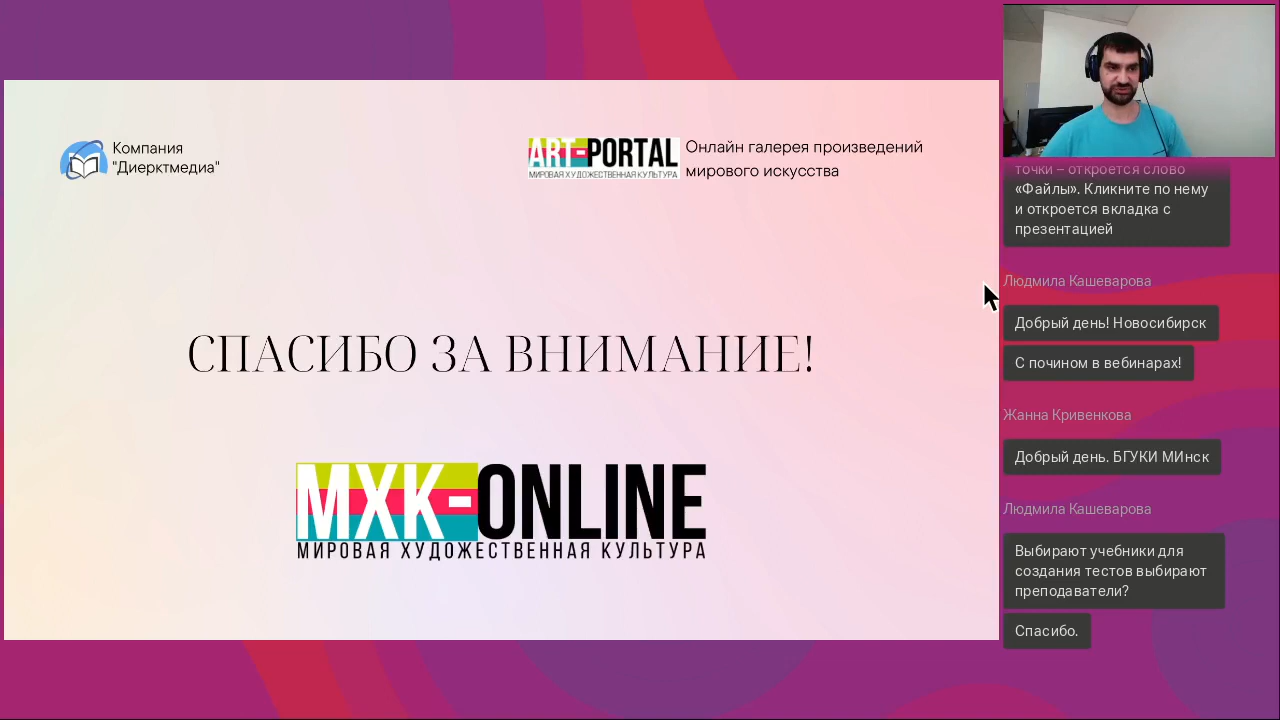 Компания
"Диерктмедиа"
ART-PORTAL
МИРОВАЯ ХУДОЖЕСТВЕННАЯ КУЛЬТУРА
Онлайн галерея произведений
мирового искусства
СПАСИБО ЗА ВНИМАНИЕ!
МХК-ONLINE
МИРОВАЯ ХУДОЖЕСТВЕННАЯ КУЛЬТУРА
точки – откроется слово
«Файлы». Кликните по нему
и откроется вкладка с
презентацией
Людмила Кашеварова
Добрый день! Новосибирск
С почином в вебинарах!
Жанна Кривенкова
Добрый день. БГУКИ МИнск
Людмила Кашеварова
Выбирают учебники для
создания тестов выбирают
преподаватели?
Спасибо.